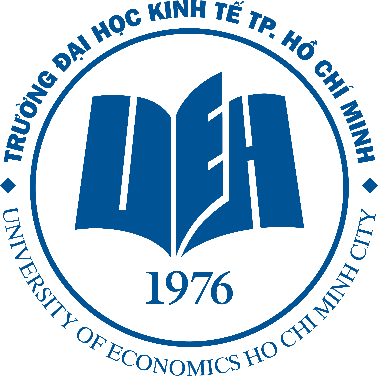 TRƯỜNG ĐẠI HỌC KINH TẾ TP. HỒ CHÍ MINH
UEH
1976
UNIVERSITY OF ECONOMICS HO CHI MINH CITY